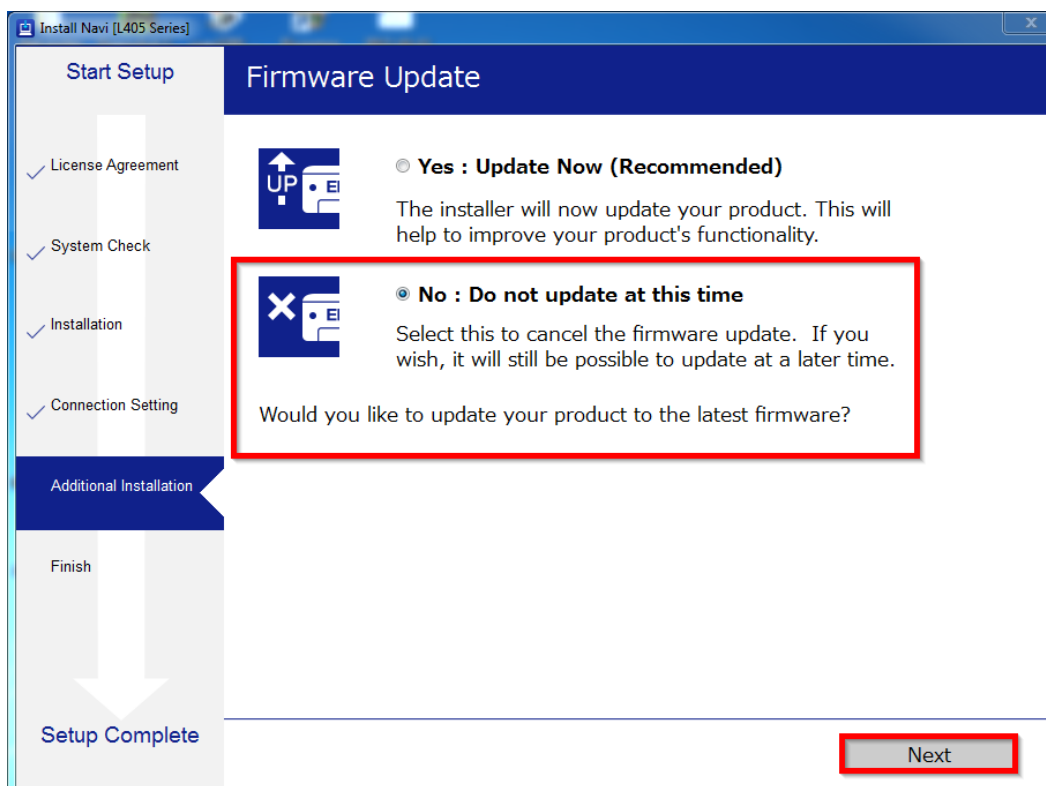 Install Navi [L405 Series]
x
Start Setup
Firmware Update
License Agreement
System Check
Installation
Connection Setting
Additional Installation
Finish
Setup Complete
UP
EI
Yes : Update Now (Recommended)
The installer will now update your product. This will
help to improve your product's functionality.
EI
No : Do not update at this time
Select this to cancel the firmware update.  If you
wish, it will still be possible to update at a later time.
Would you like to update your product to the latest firmware?
Next